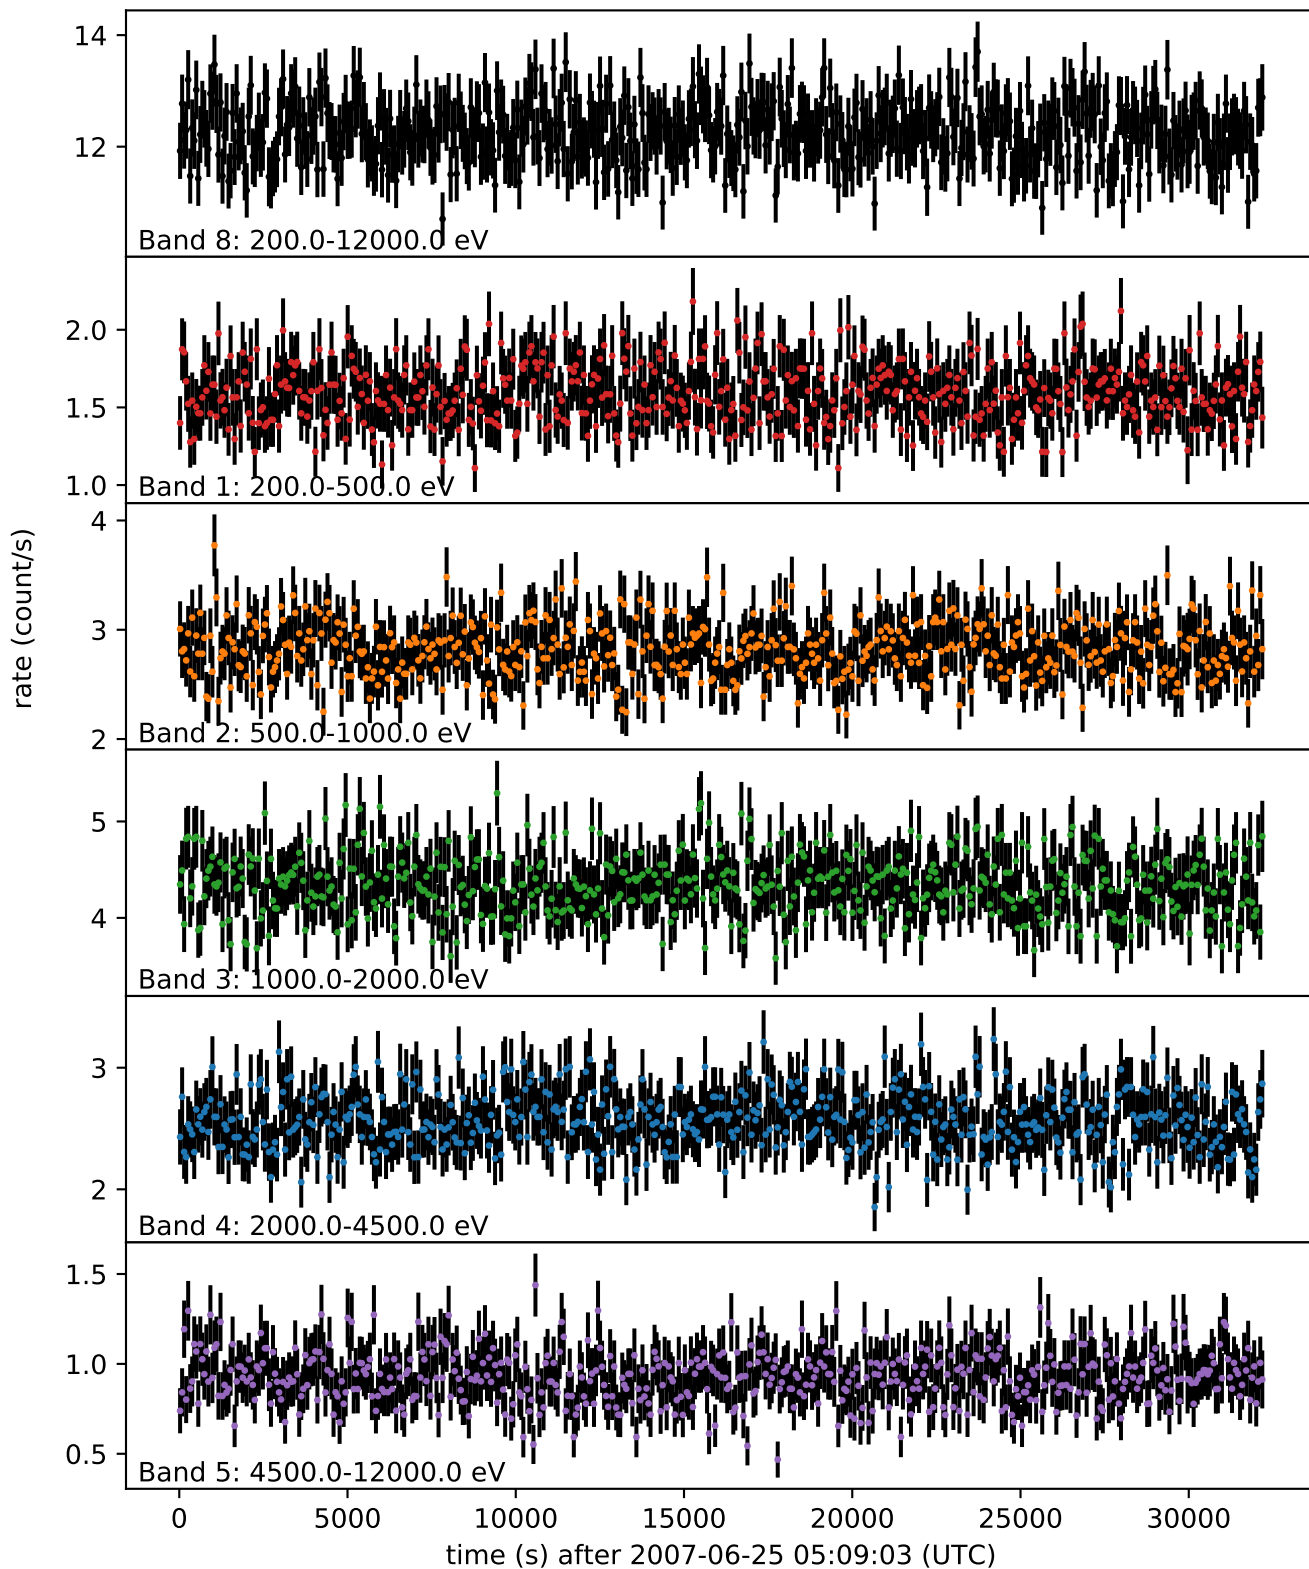 14
12
Band 8: 200.0-12000.0 eV
2.0
1.5
1.0
Band 1: 200.0-500.0 eV
4
3
2
Band 2: 500.0-1000.0 eV
rate (count/s)
5
4
Band 3: 1000.0-2000.0 eV
3
2
Band 4: 2000.0-4500.0 eV
1.5
1.0
0.5
Band 5: 4500.0-12000.0 eV
0 5000 10000 15000 20000 25000 30000
time (s) after 2007-06-25 05:09:03 (UTC)